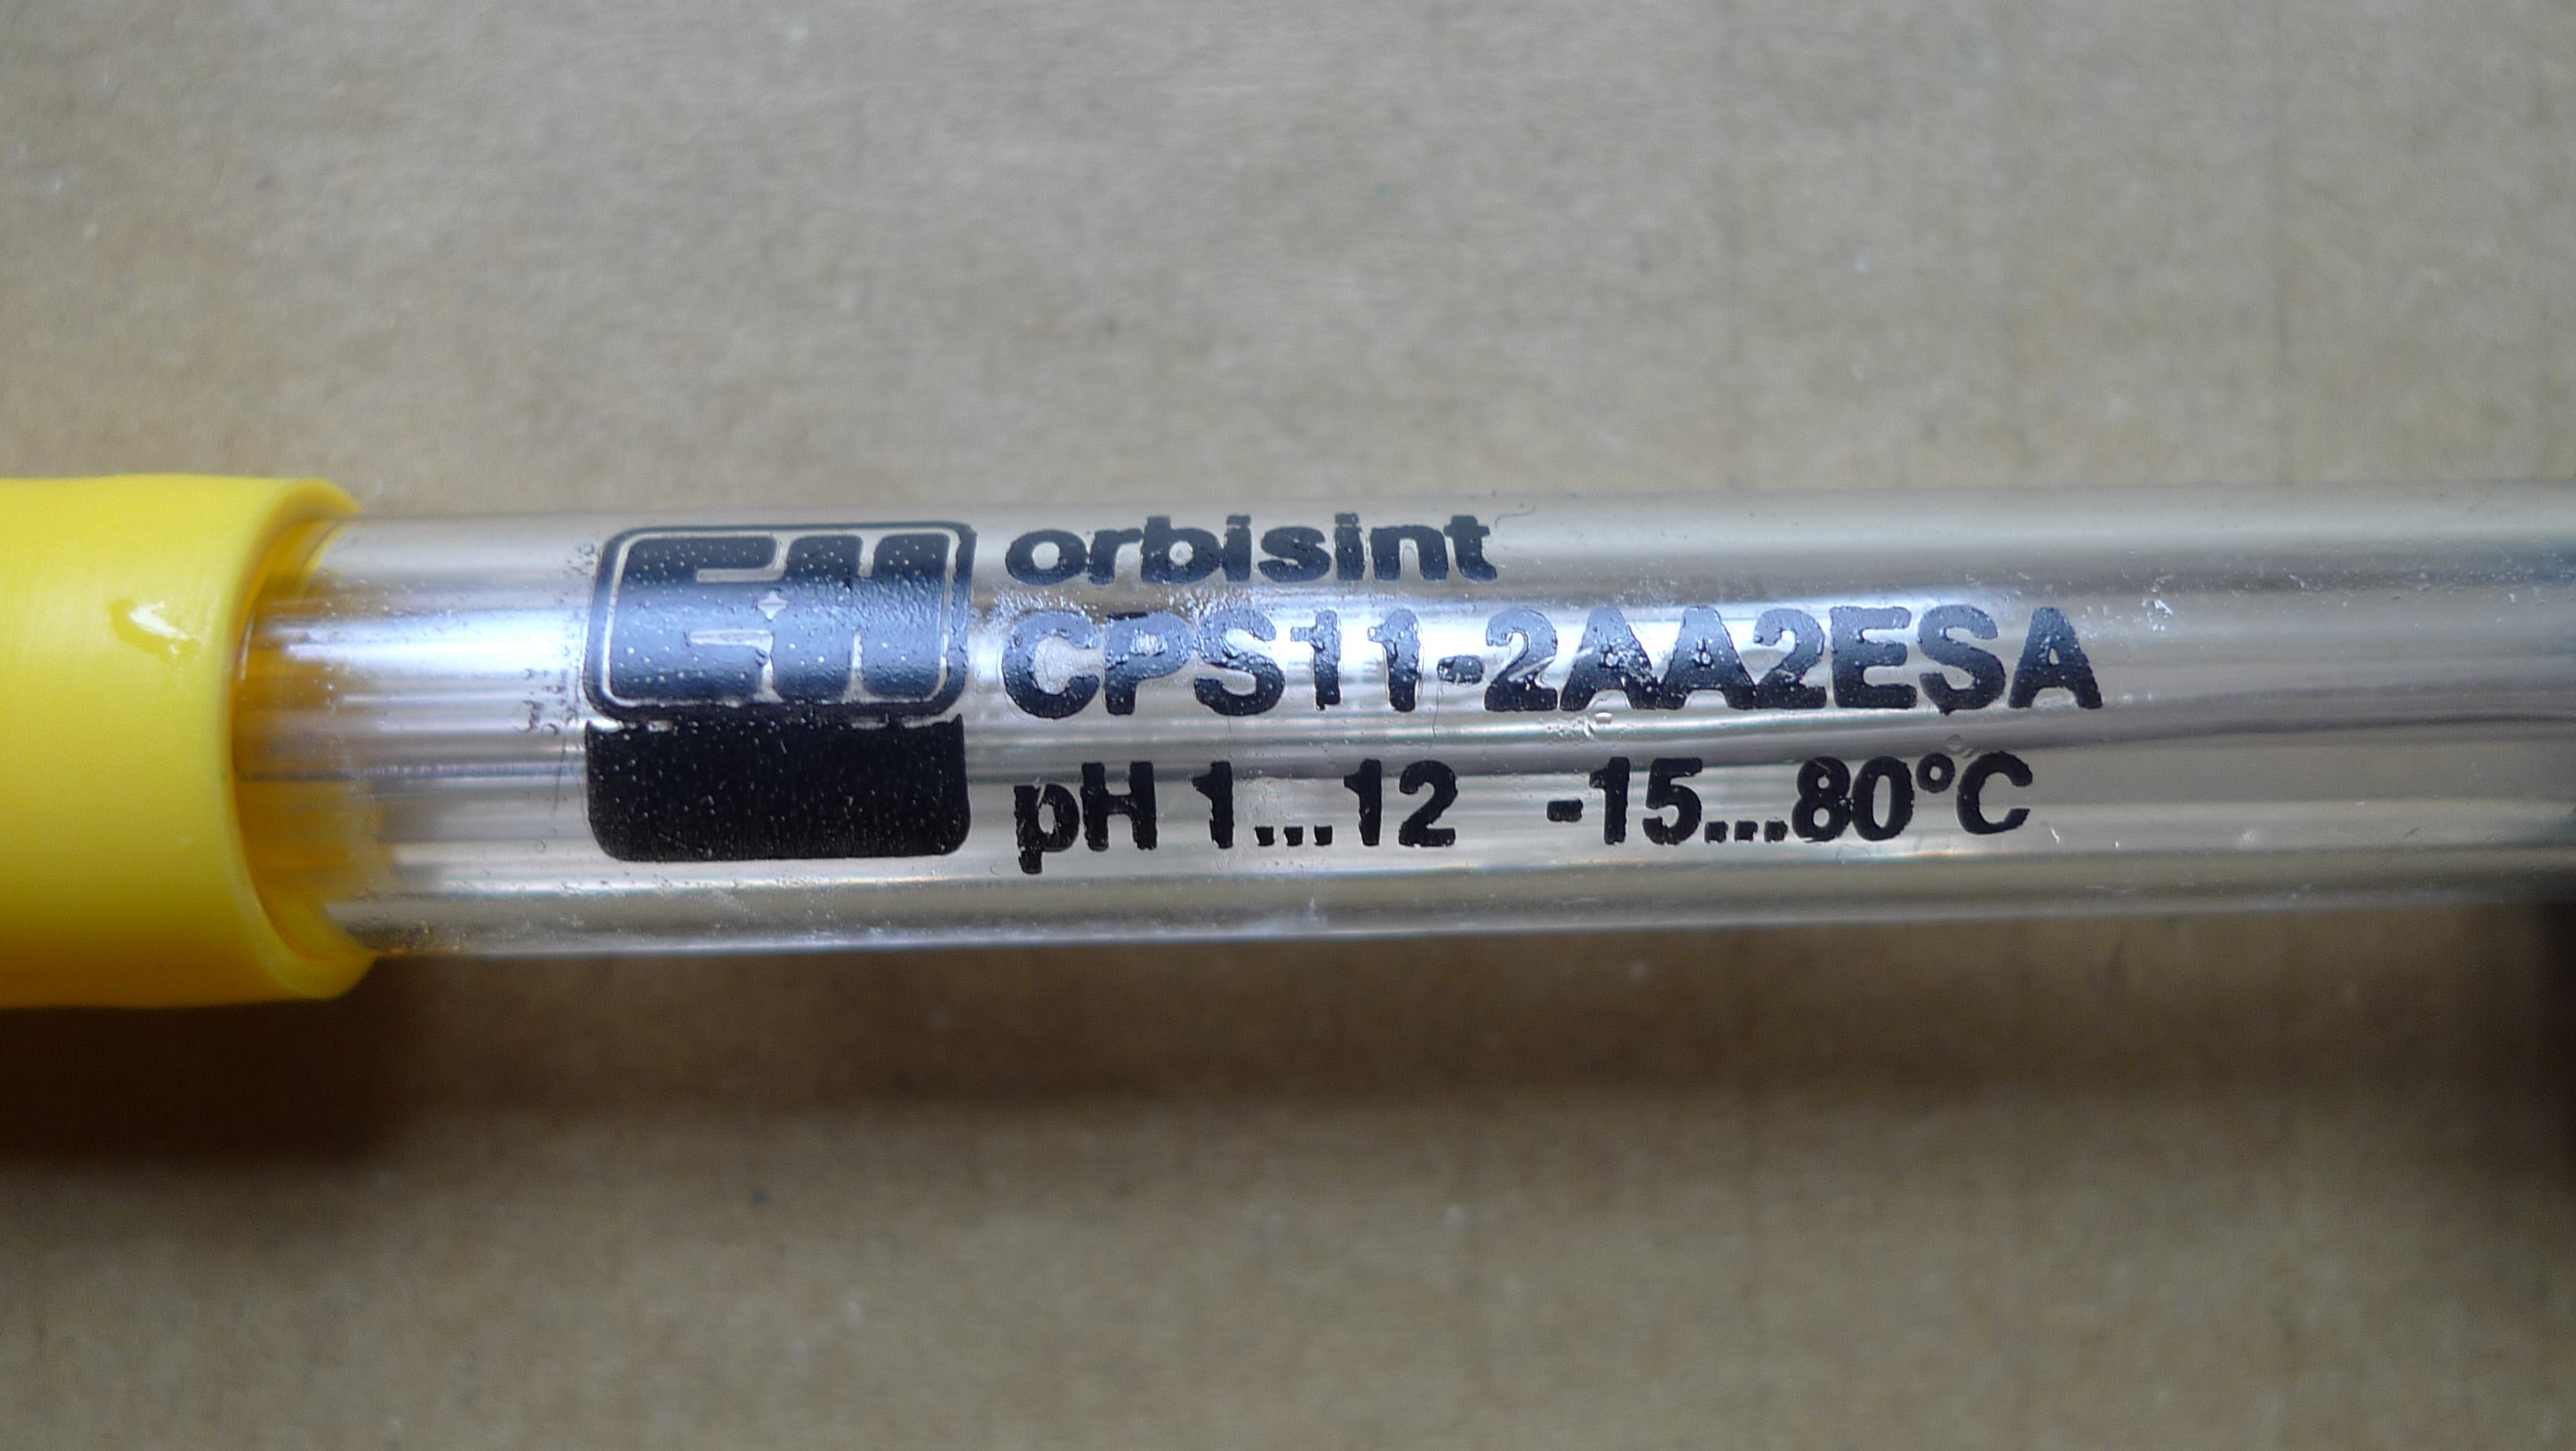 E+H
orbisint
CPS11-2AA2ESA
pH 1...12 -15...80°C